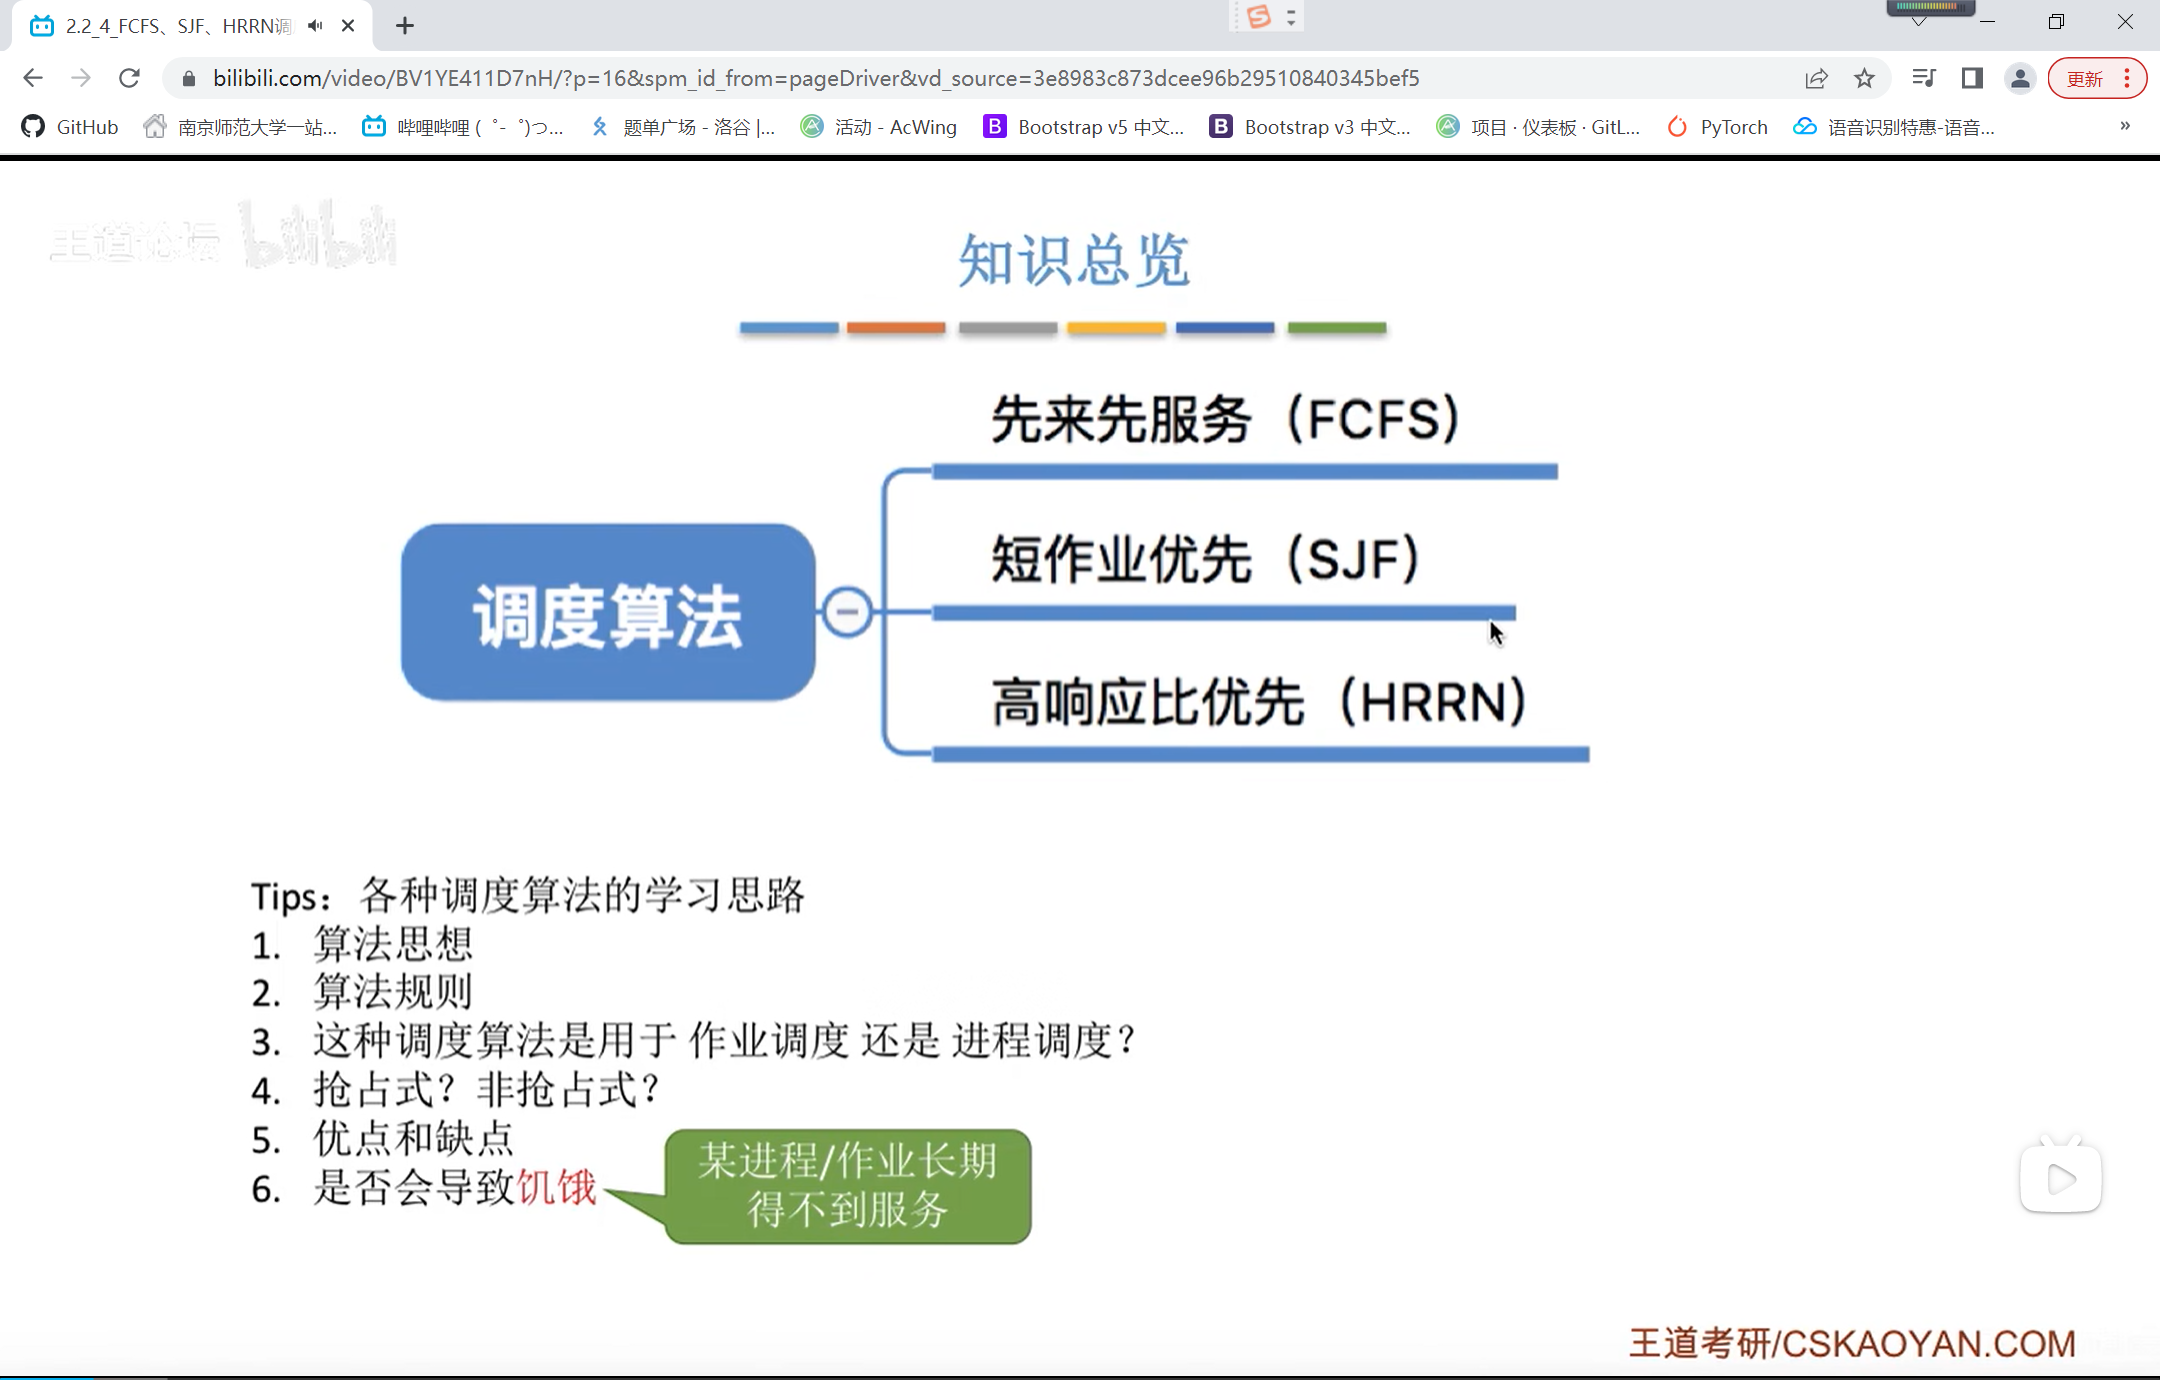 2.2_4_FCFS、SJF、HRRN调
bilibili.com/video/BV1YE411D7nH/?p=16&spm_id_from=pageDriver&vd_source=3e8983c873dcee96b29510840345bef5
更新
GitHub
南京师范大学一站...
哔哩哔哩 (゜-゜)つ...
题单广场 - 洛谷 |...
活动 - AcWing
Bootstrap v5 中文...
Bootstrap v3 中文...
项目 · 仪表板 · GitL...
PyTorch
语音识别特惠-语音...
»
王道论坛 bilibili
知识总览
先来先服务（FCFS）
短作业优先（SJF）
调度算法
高响应比优先（HRRN）
Tips：各种调度算法的学习思路
1. 算法思想
2. 算法规则
3. 这种调度算法是用于 作业调度 还是 进程调度？
4. 抢占式？非抢占式？
5. 优点和缺点
6. 是否会导致饥饿
某进程/作业长期
得不到服务
王道考研/CSKAOYAN.COM